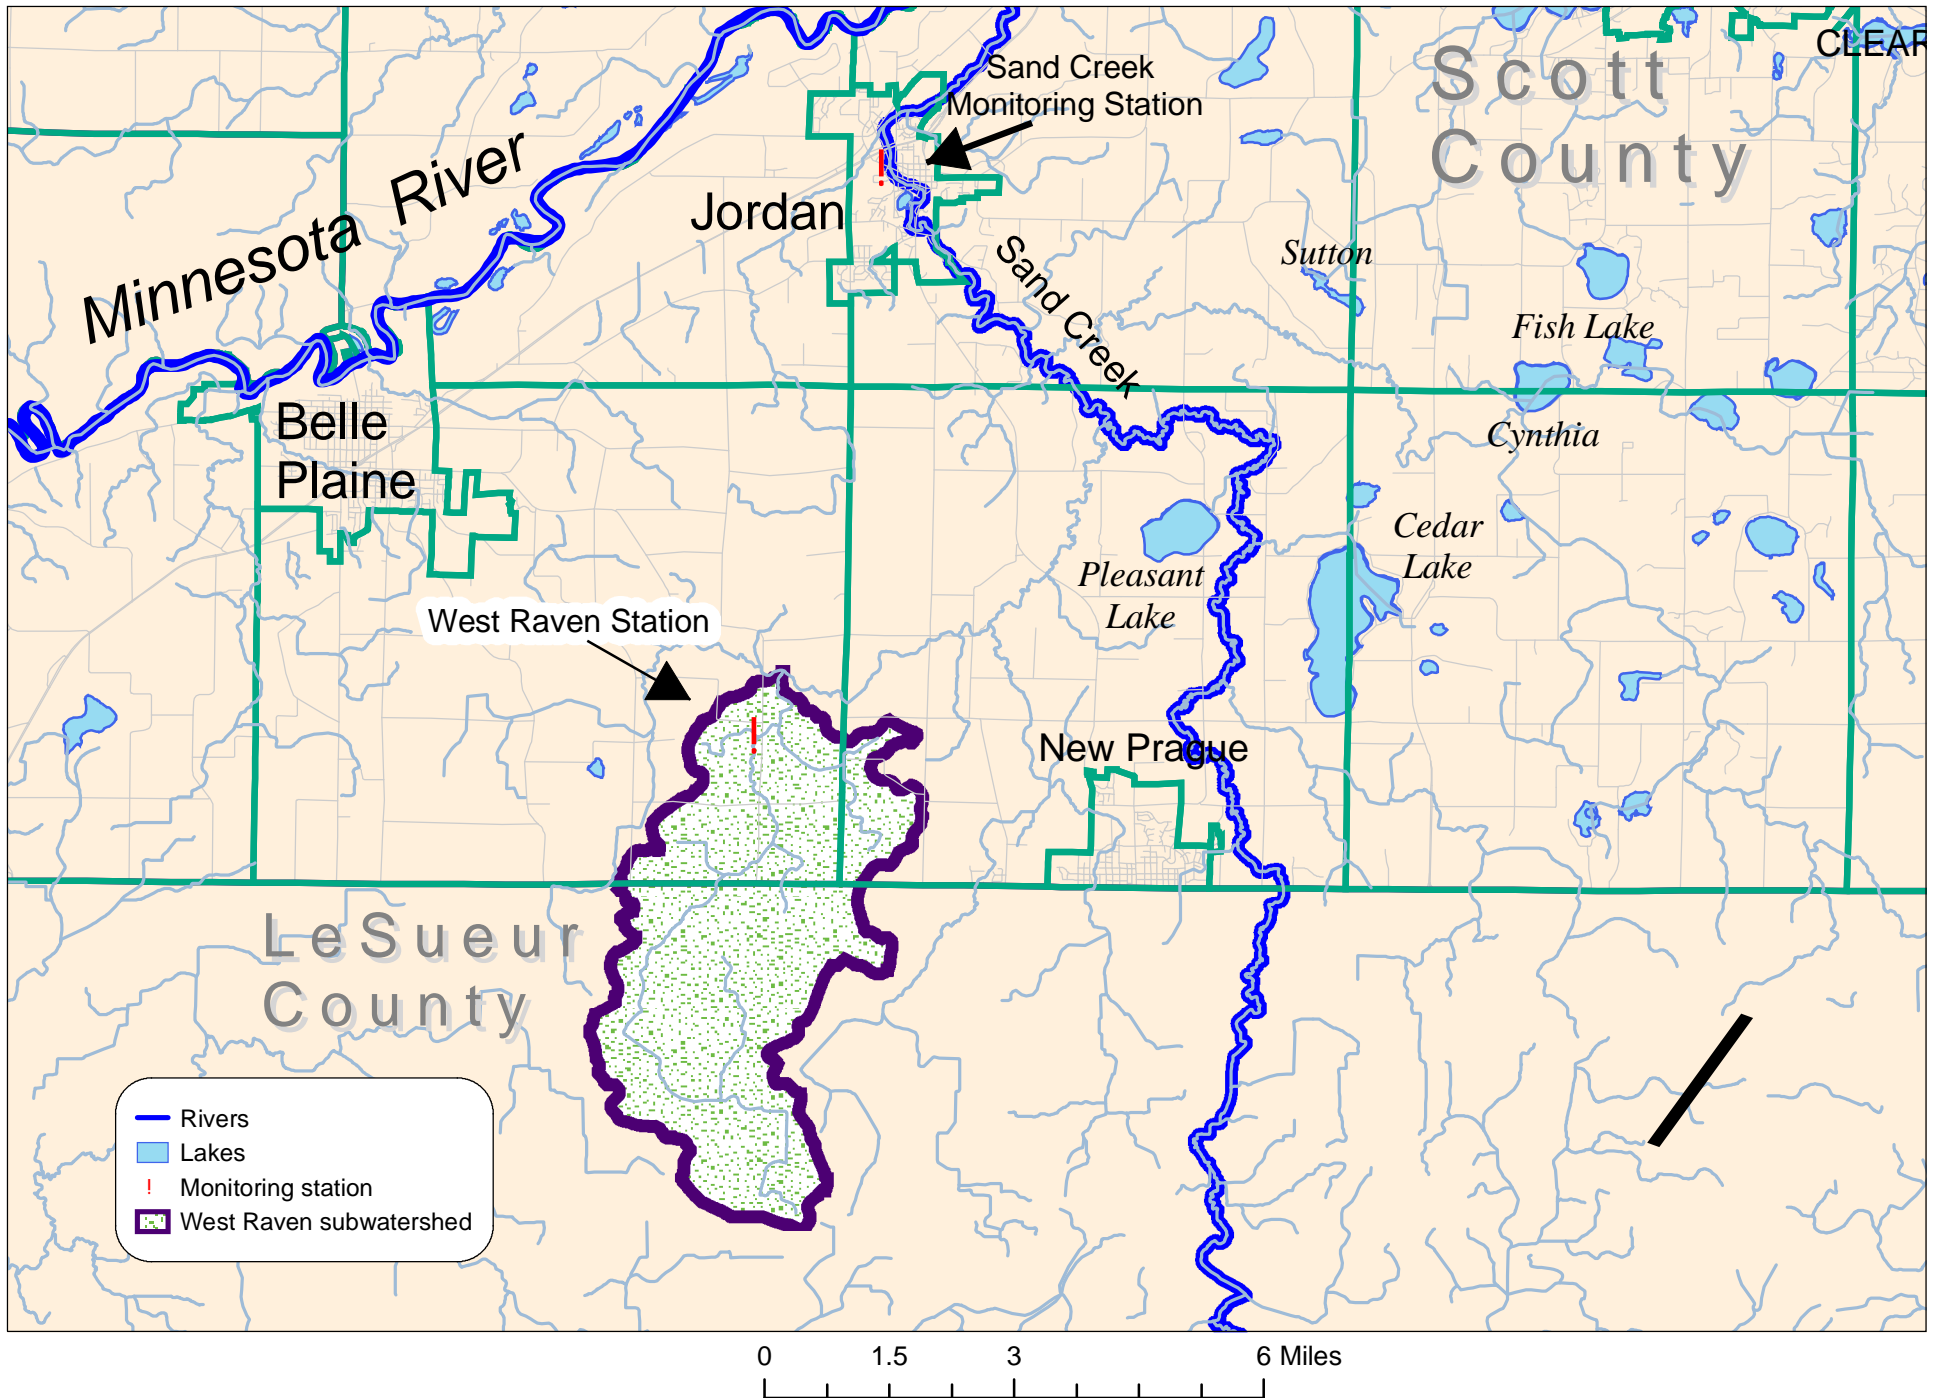 CLEAR
Scott
County
Sand Creek
Monitoring Station
Minnesota River
Jordan
Sand Creek
Sutton
Fish Lake
Cynthia
Belle
Plaine
Cedar
Lake
Pleasant
Lake
West Raven Station
New Prague
LeSueur
County
Rivers
Lakes
! Monitoring station
West Raven subwatershed
0 1.5 3 6 Miles